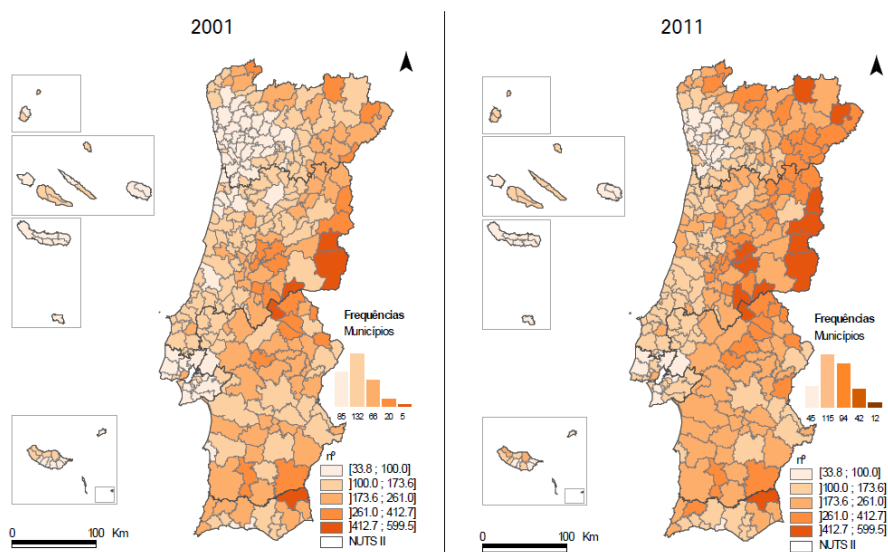 2001
Frequências
Municípios
85 132 66 20 5
nº
[33.8 ; 100.0]
]100.0 ; 173.6]
]173.6 ; 261.0]
]261.0 ; 412.7]
]412.7 ; 599.5]
NUTS II
0 100 Km
2011
Frequências
Municípios
45 115 94 42 12
nº
[33.8 ; 100.0]
]100.0 ; 173.6]
]173.6 ; 261.0]
]261.0 ; 412.7]
]412.7 ; 599.5]
NUTS II
0 100 Km